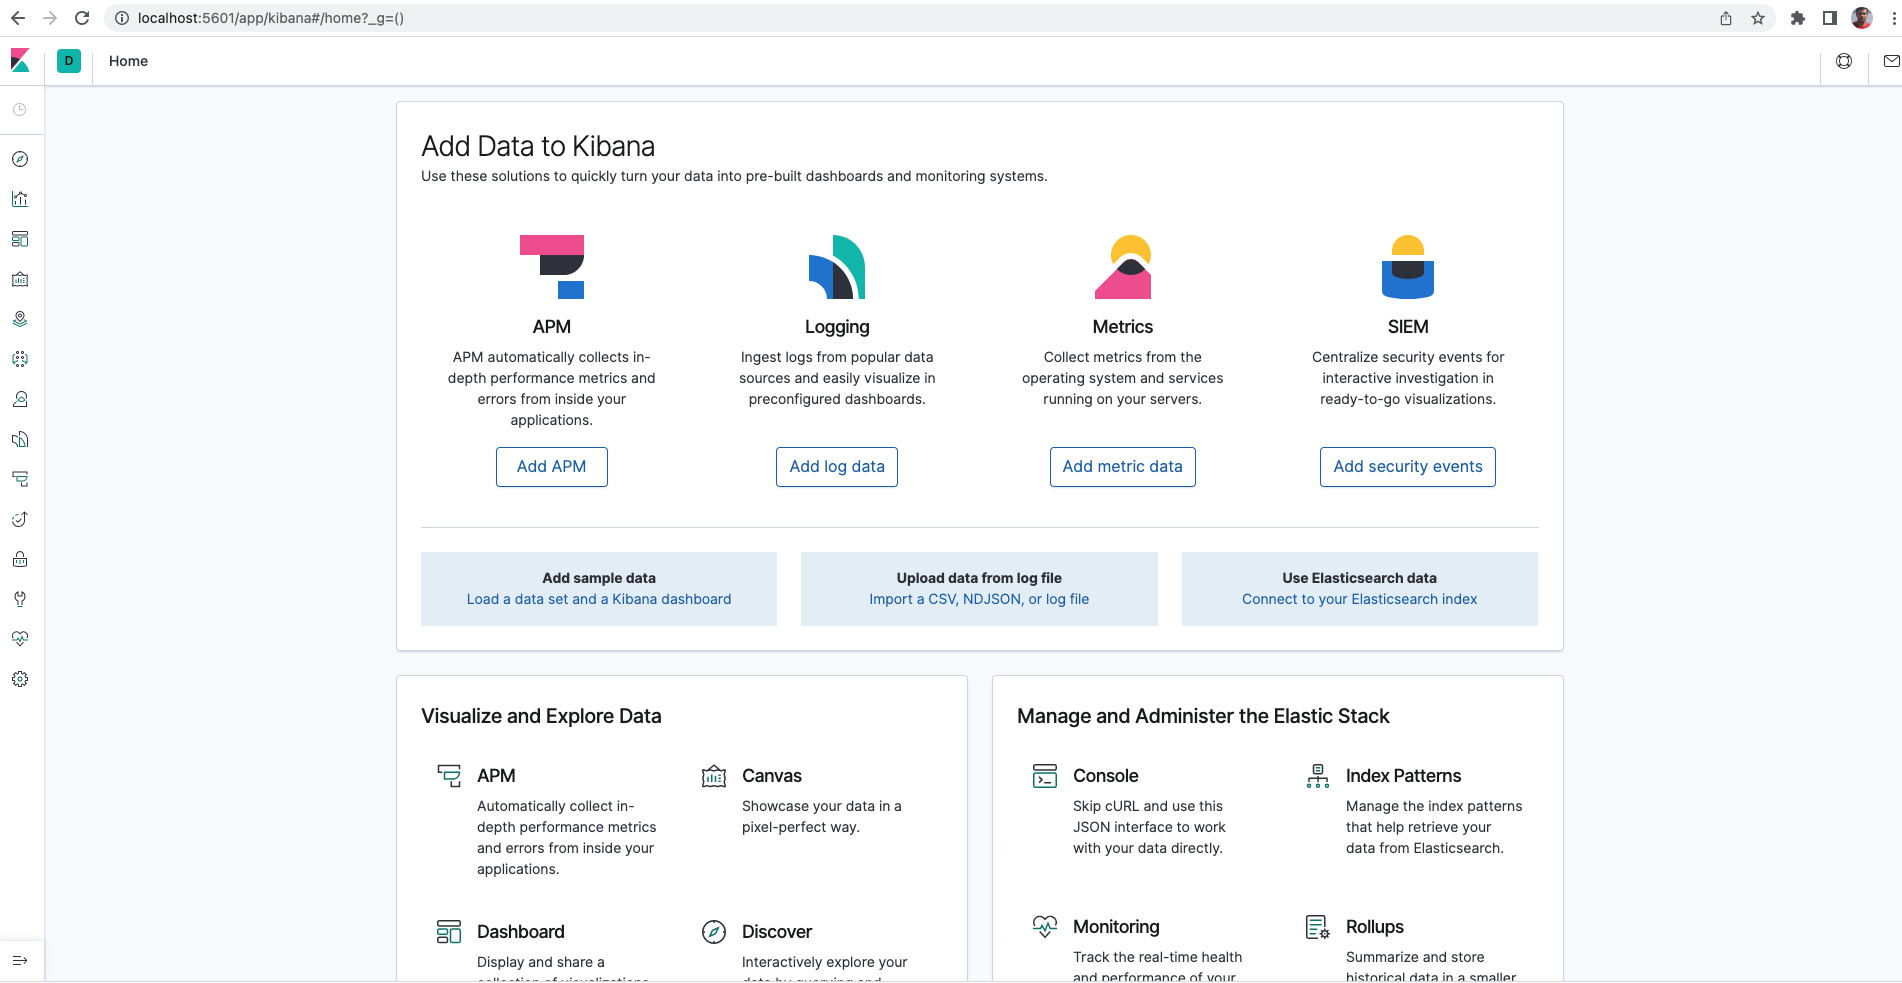 localhost:5601/app/kibana#/home?_g=()
D
Home
Add Data to Kibana
Use these solutions to quickly turn your data into pre-built dashboards and monitoring systems.
APM
APM automatically collects in-
depth performance metrics and
errors from inside your
applications.
Add APM
Logging
Ingest logs from popular data
sources and easily visualize in
preconfigured dashboards.
Add log data
Metrics
Collect metrics from the
operating system and services
running on your servers.
Add metric data
SIEM
Centralize security events for
interactive investigation in
ready-to-go visualizations.
Add security events
Add sample data
Load a data set and a Kibana dashboard
Upload data from log file
Import a CSV, NDJSON, or log file
Use Elasticsearch data
Connect to your Elasticsearch index
Visualize and Explore Data
APM
Automatically collect in-
depth performance metrics
and errors from inside your
applications.
Canvas
Showcase your data in a
pixel-perfect way.
Dashboard
Display and share a
collection of visualizations
Discover
Interactively explore your
data by querying and
Manage and Administer the Elastic Stack
Console
Skip cURL and use this
JSON interface to work
with your data directly.
Index Patterns
Manage the index patterns
that help retrieve your
data from Elasticsearch.
Monitoring
Track the real-time health
and performance of your
Rollups
Summarize and store
historical data in a smaller